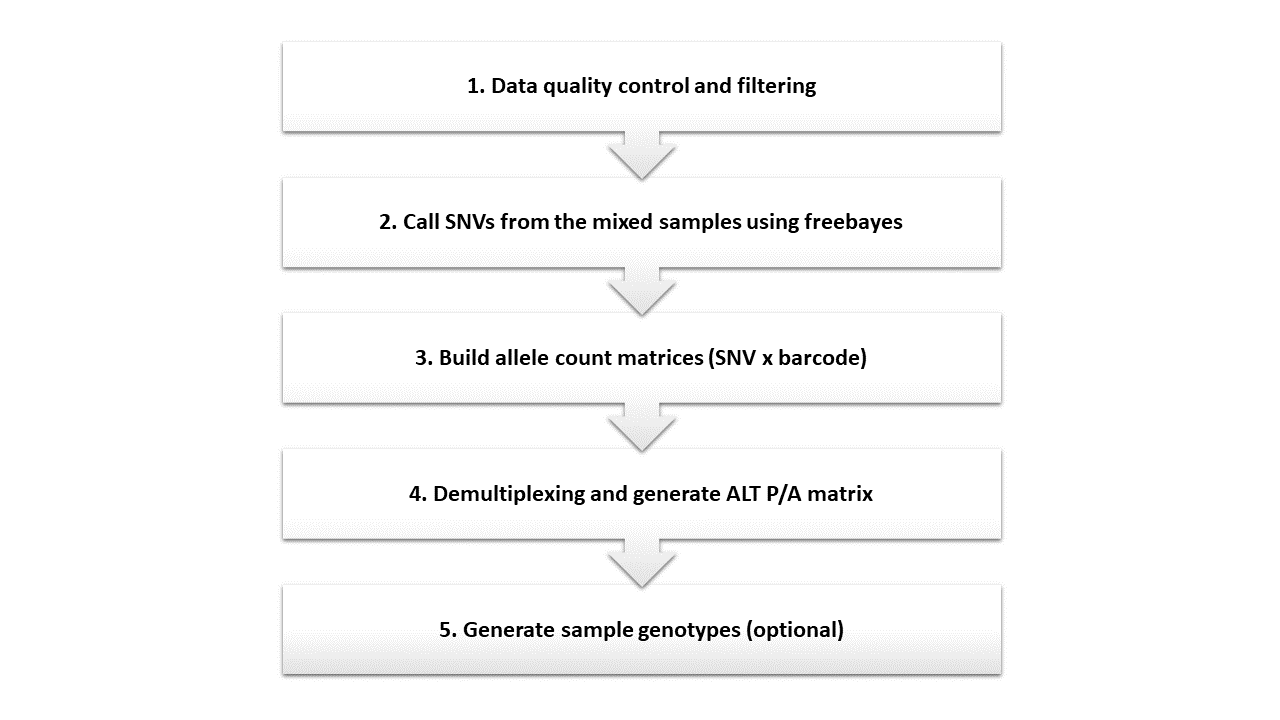 1. Data quality control and filtering
2. Call SNVs from the mixed samples using freebayes
3. Build allele count matrices (SNV x barcode)
4. Demultiplexing and generate ALT P/A matrix
5. Generate sample genotypes (optional)